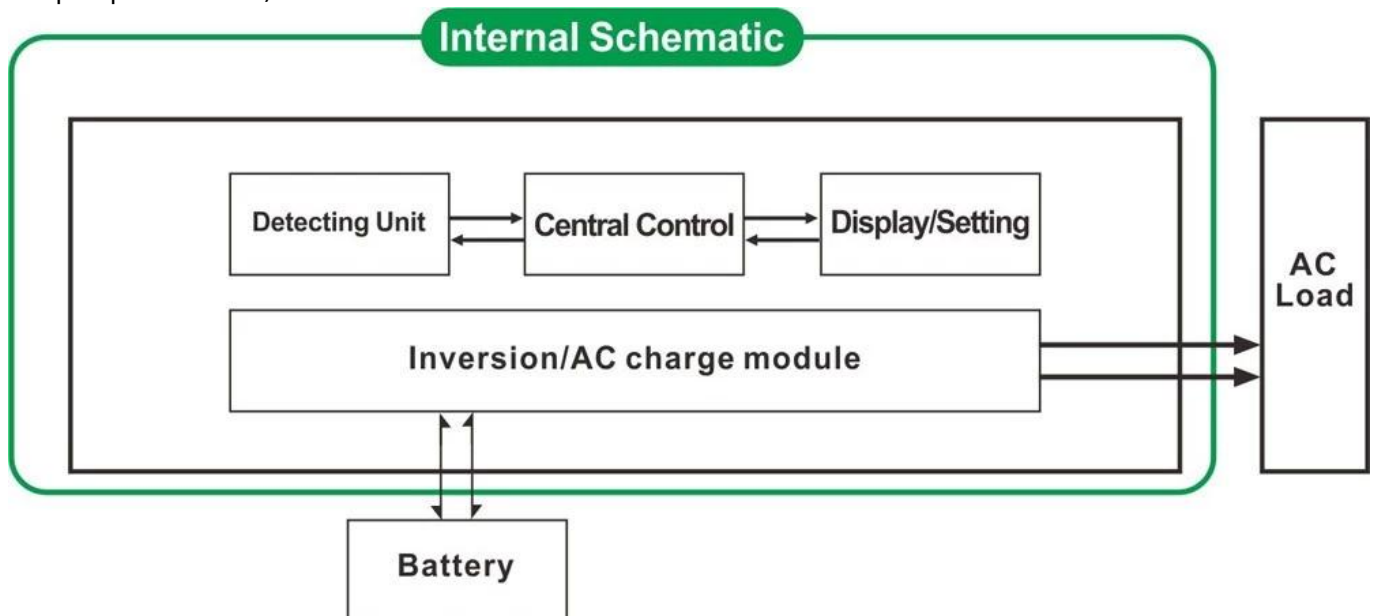 Internal Schematic
Detecting Unit
Central Control
Display/Setting
AC
Load
Inversion/AC charge module
Battery